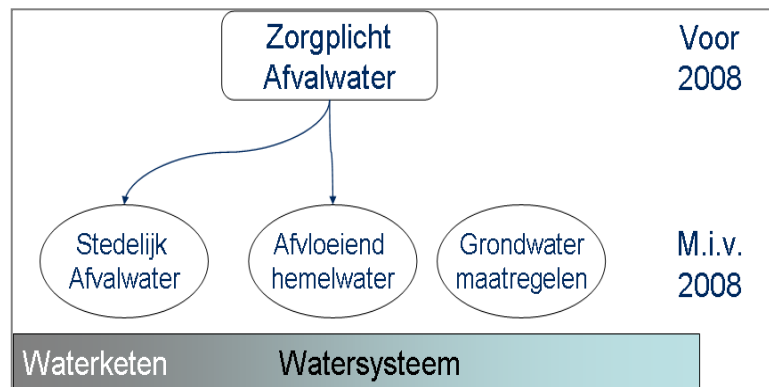 Zorgplicht
Afvalwater
Voor
2008
Stedelijk
Afvalwater
Afvloeiend
hemelwater
Grondwater
maatregelen
M.i.v.
2008
Waterketen
Watersysteem